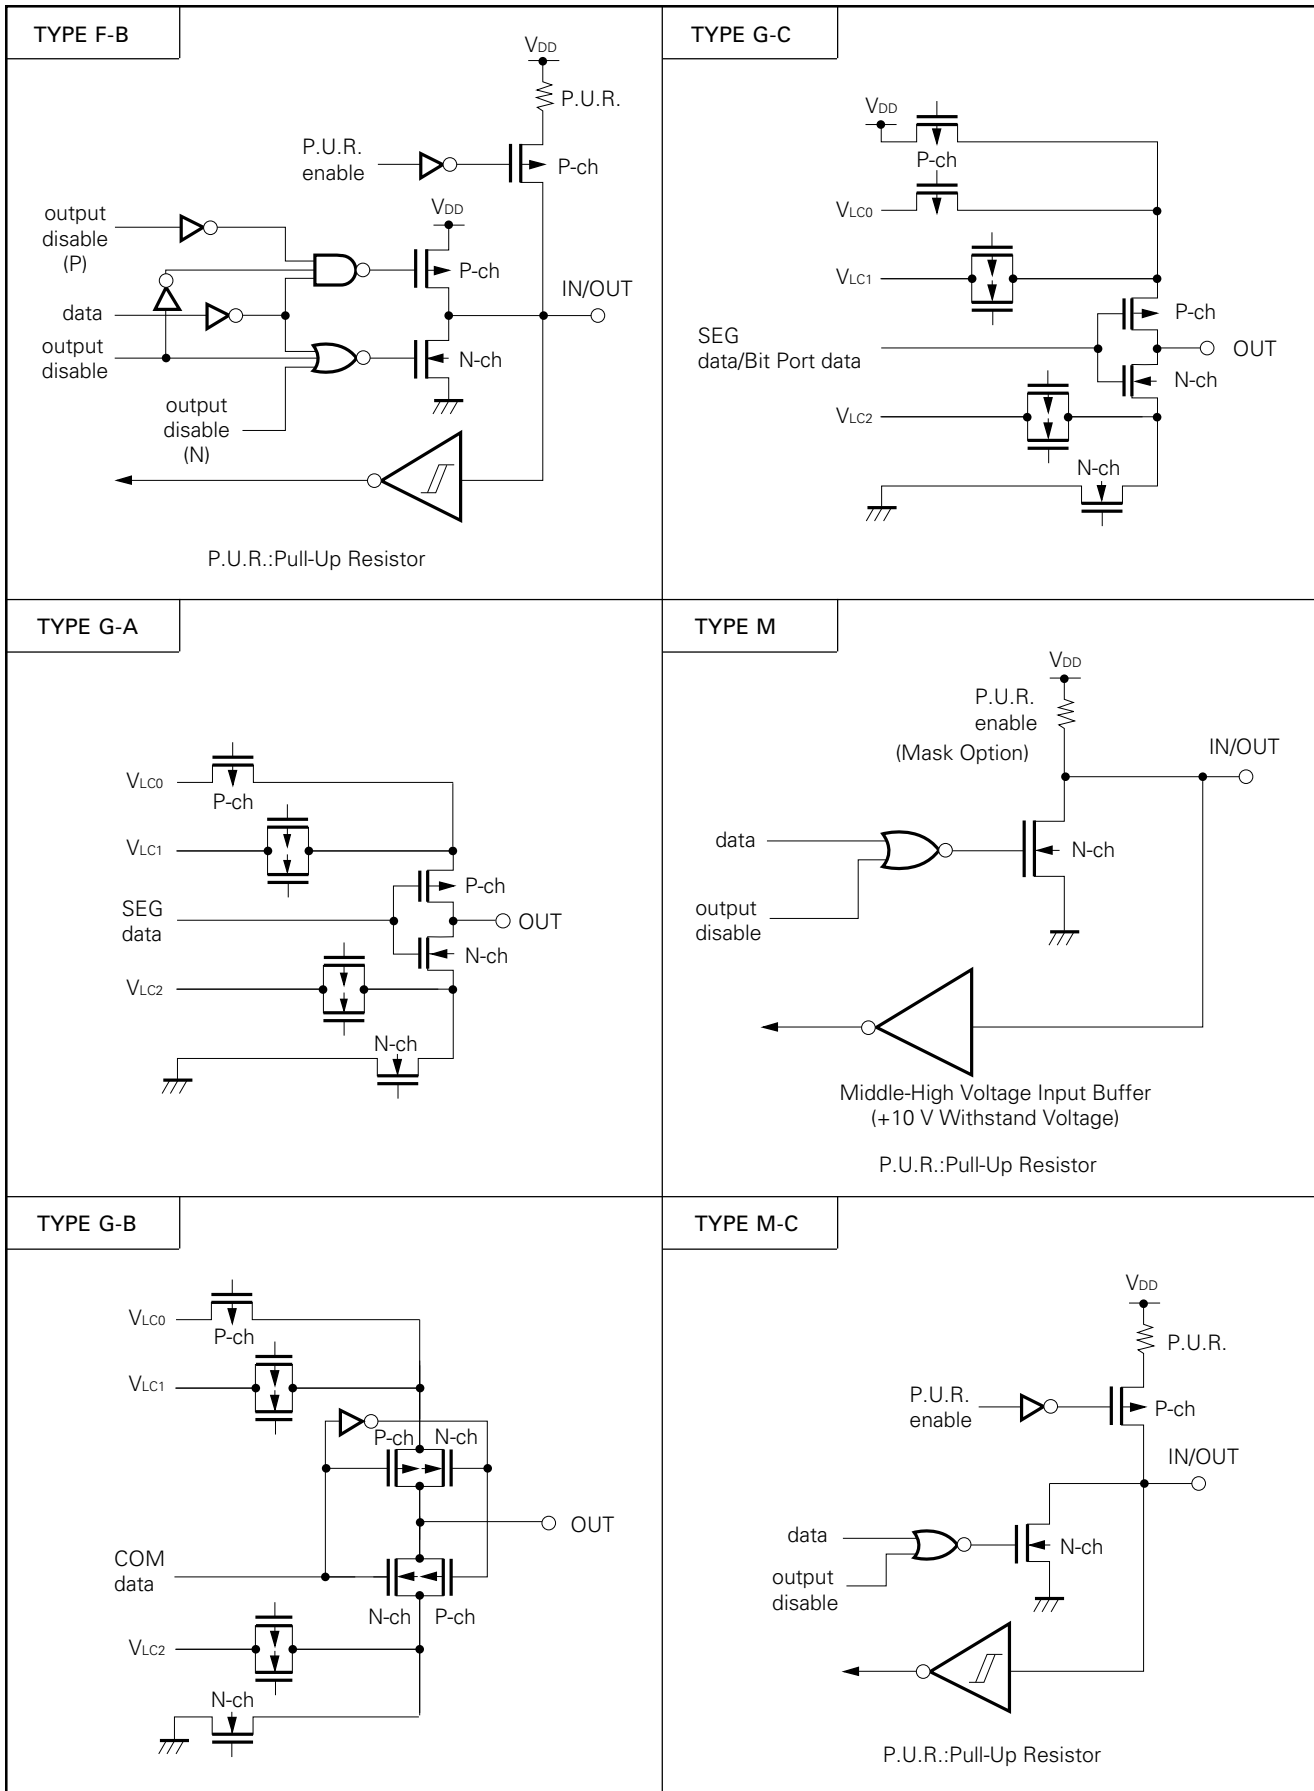 TYPE F-B
VDD
P.U.R.
P.U.R.
enable
P-ch
output
disable
(P)
VDD
P-ch
IN/OUT
data
output
disable
N-ch
output
disable
(N)
P.U.R.:Pull-Up Resistor
TYPE G-C
VDD
P-ch
VLC0
VLC1
P-ch
SEG
data/Bit Port data
OUT
N-ch
VLC2
N-ch
TYPE G-A
VLC0
P-ch
VLC1
P-ch
SEG
data
OUT
N-ch
VLC2
N-ch
TYPE M
VDD
P.U.R.
enable
(Mask Option)
IN/OUT
data
N-ch
output
disable
Middle-High Voltage Input Buffer
(+10 V Withstand Voltage)
P.U.R.:Pull-Up Resistor
TYPE G-B
VLC0
P-ch
VLC1
P-ch N-ch
OUT
COM
data
N-ch P-ch
VLC2
N-ch
TYPE M-C
VDD
P.U.R.
P.U.R.
enable
P-ch
IN/OUT
data
N-ch
output
disable
P.U.R.:Pull-Up Resistor